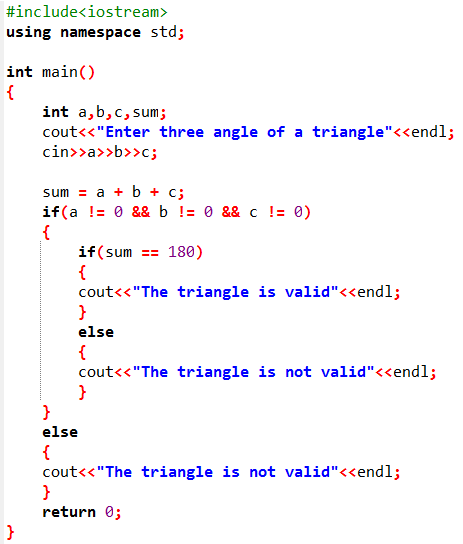 #include<iostream>
using namespace std;
int main()
{
int a,b,c,sum;
cout<<"Enter three angle of a triangle"<<endl;
cin>>a>>b>>c;
sum = a + b + c;
if(a != 0 && b != 0 && c != 0)
{
if(sum == 180)
{
cout<<"The triangle is valid"<<endl;
}
else
{
cout<<"The triangle is not valid"<<endl;
}
}
else
{
cout<<"The triangle is not valid"<<endl;
}
return 0;
}